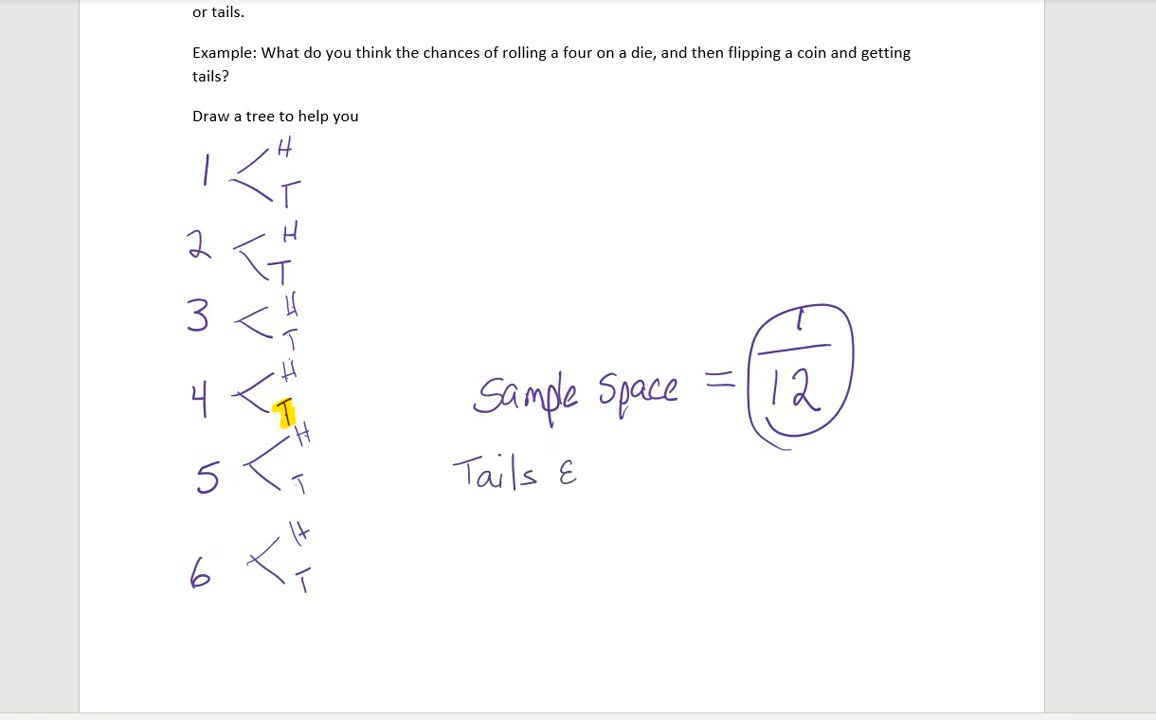 or tails.
Example: What do you think the chances of rolling a four on a die, and then flipping a coin and getting
tails?
Draw a tree to help you
1 H
T
2 H
T
3 H
T
4 H
T
5 H
T
6 H
T
Sample Space = 1
12
Tails &